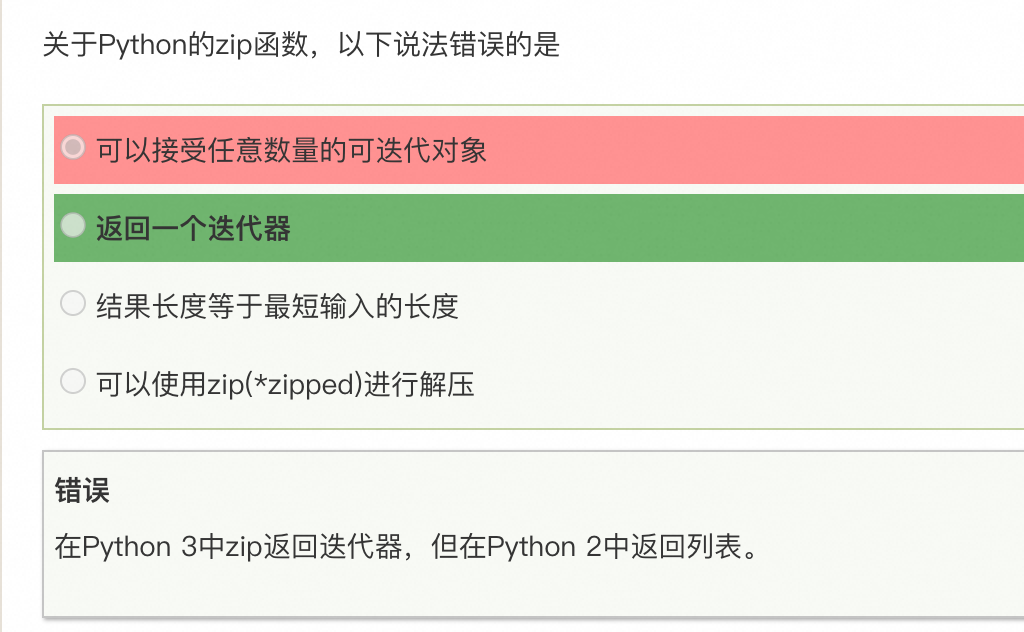 关于Python的zip函数，以下说法错误的是
可以接受任意数量的可迭代对象
返回一个迭代器
结果长度等于最短输入的长度
可以使用zip(*zipped)进行解压
错误
在Python 3中zip返回迭代器，但在Python 2中返回列表。